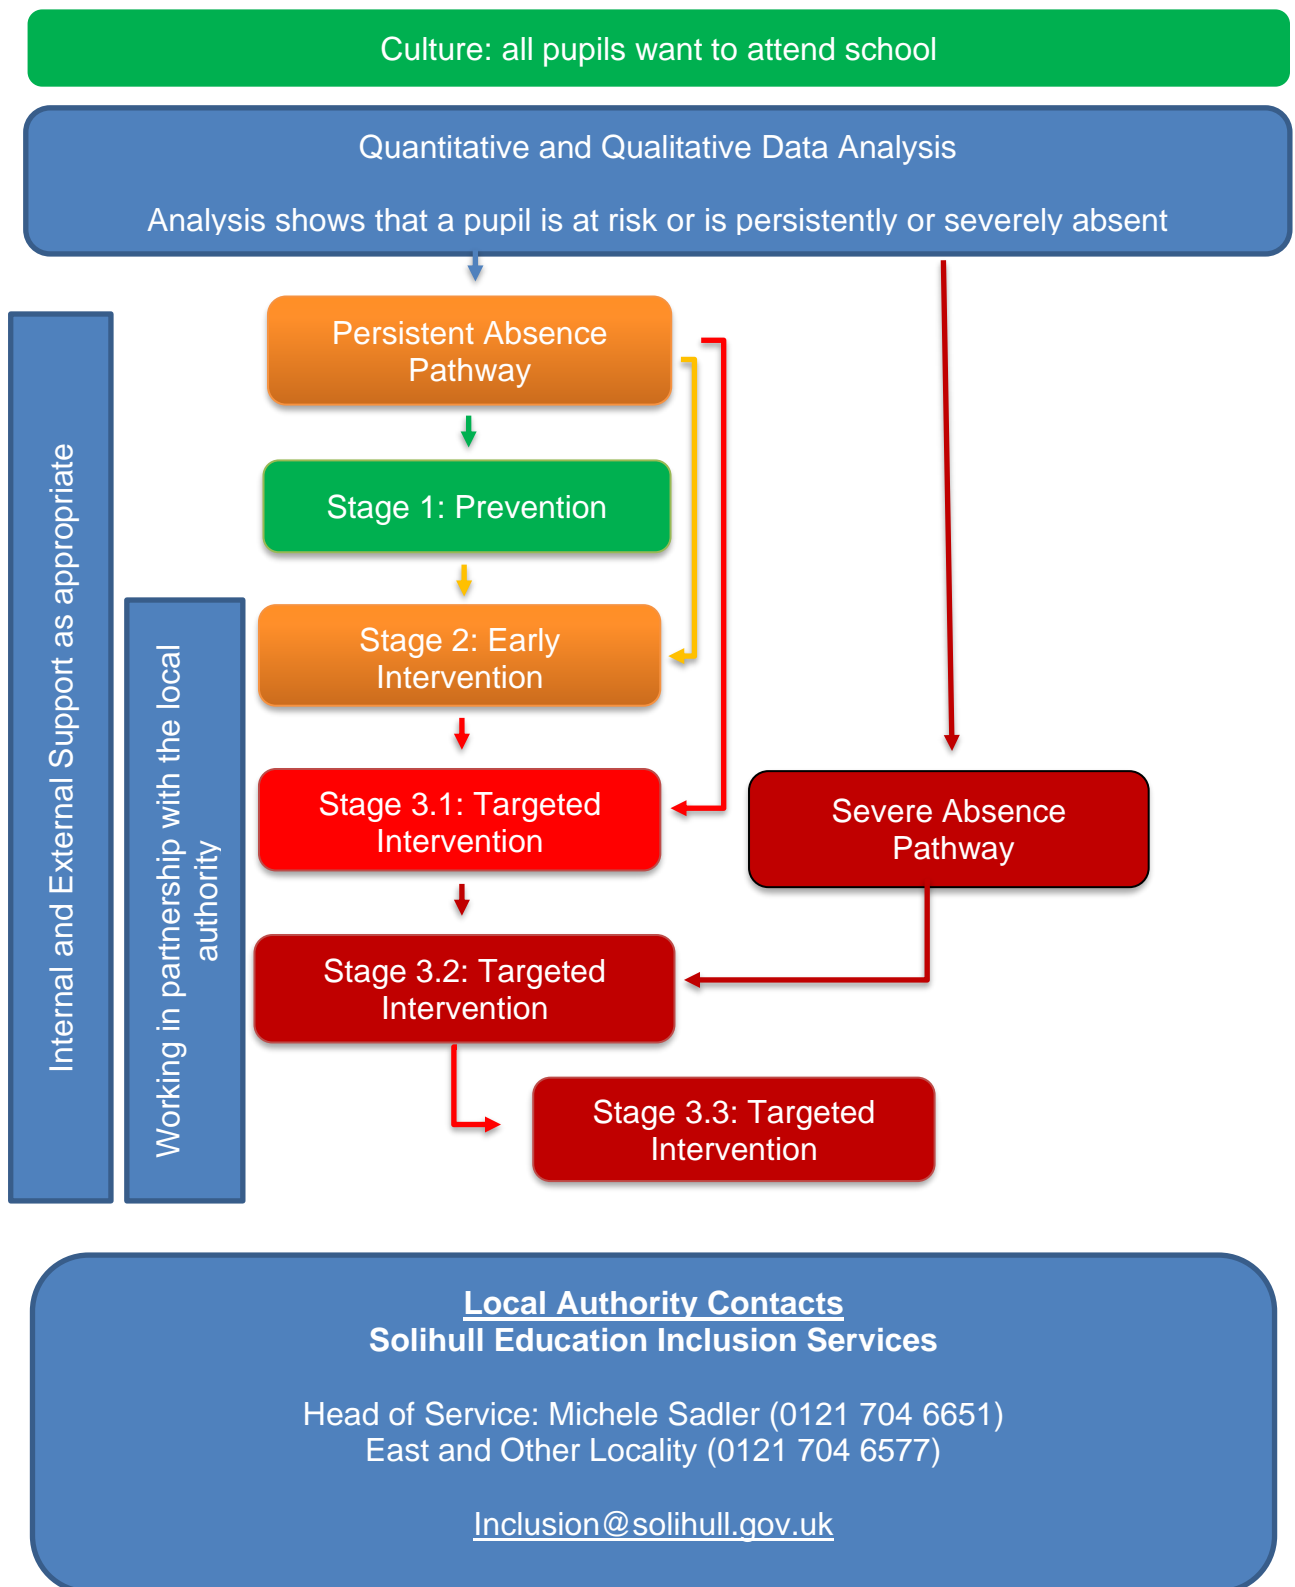 Culture: all pupils want to attend school
Quantitative and Qualitative Data Analysis
Analysis shows that a pupil is at risk or is persistently or severely absent
Persistent Absence
Pathway
Stage 1: Prevention
Stage 2: Early
Intervention
Stage 3.1: Targeted
Intervention
Severe Absence
Pathway
Stage 3.2: Targeted
Intervention
Stage 3.3: Targeted
Intervention
Internal and External Support as appropriate
Working in partnership with the local
authority
Local Authority Contacts
Solihull Education Inclusion Services
Head of Service: Michele Sadler (0121 704 6651)
East and Other Locality (0121 704 6577)
Inclusion@solihull.gov.uk